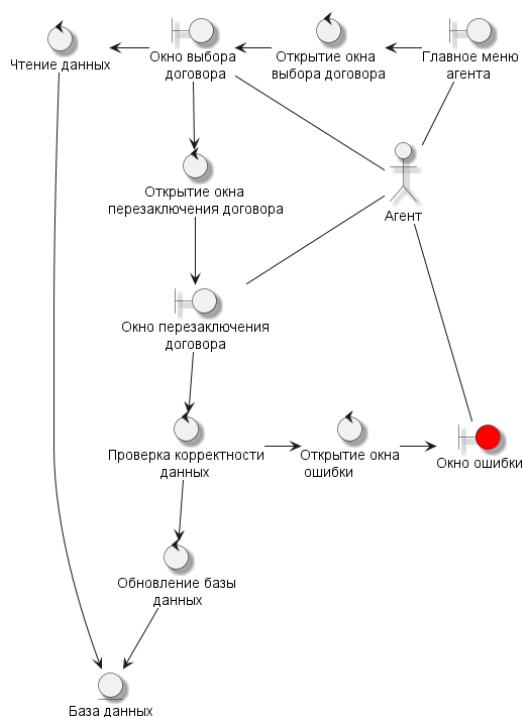 Чтение данных
Окно выбора
договора
Открытие окна
выбора договора
Главное меню
агента
Агент
Открытие окна
перезаключения договора
Окно перезаключения
договора
Проверка корректности
данных
Открытие окна
ошибки
Окно ошибки
Обновление базы
данных
База данных